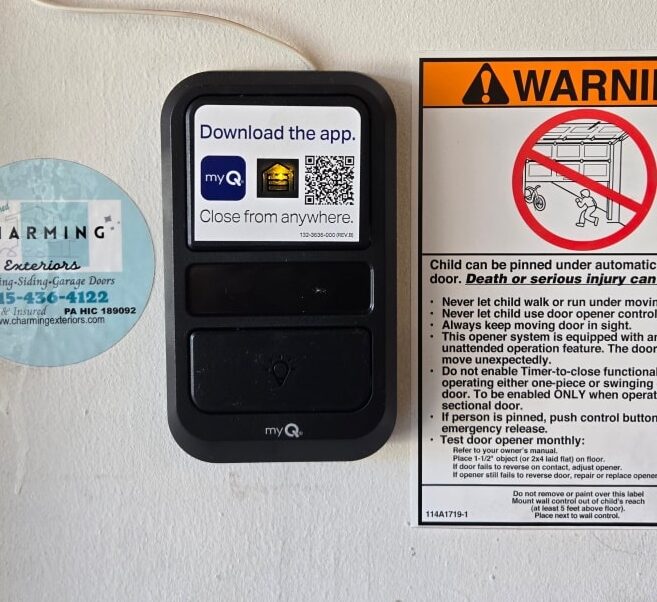 Download the app.
myQ
Close from anywhere.
132-3636-000 (REV.B)
myQ
HARMING
Exteriors
ing-Siding-Garage Doors
15-436-4122
& Insured PA HIC 189092
www.charmingexteriors.com
WARNI
Child can be pinned under automatic
door. Death or serious injury can
· Never let child walk or run under movin
· Never let child use door opener control
· Always keep moving door in sight.
· This opener system is equipped with an
unattended operation feature. The door
move unexpectedly.
· Do not enable Timer-to-close functional
operating either one-piece or swinging
door. To be enabled ONLY when operat
sectional door.
· If person is pinned, push control button
emergency release.
· Test door opener monthly:
Refer to your owner's manual.
Place 1-1/2" object (or 2x4 laid flat) on floor.
If door fails to reverse on contact, adjust opener.
If opener still fails to reverse door, repair or replace opene
Do not remove or paint over this label
Mount wall control out of child's reach
(at least 5 feet above floor).
Place next to wall control.
114A1719-1